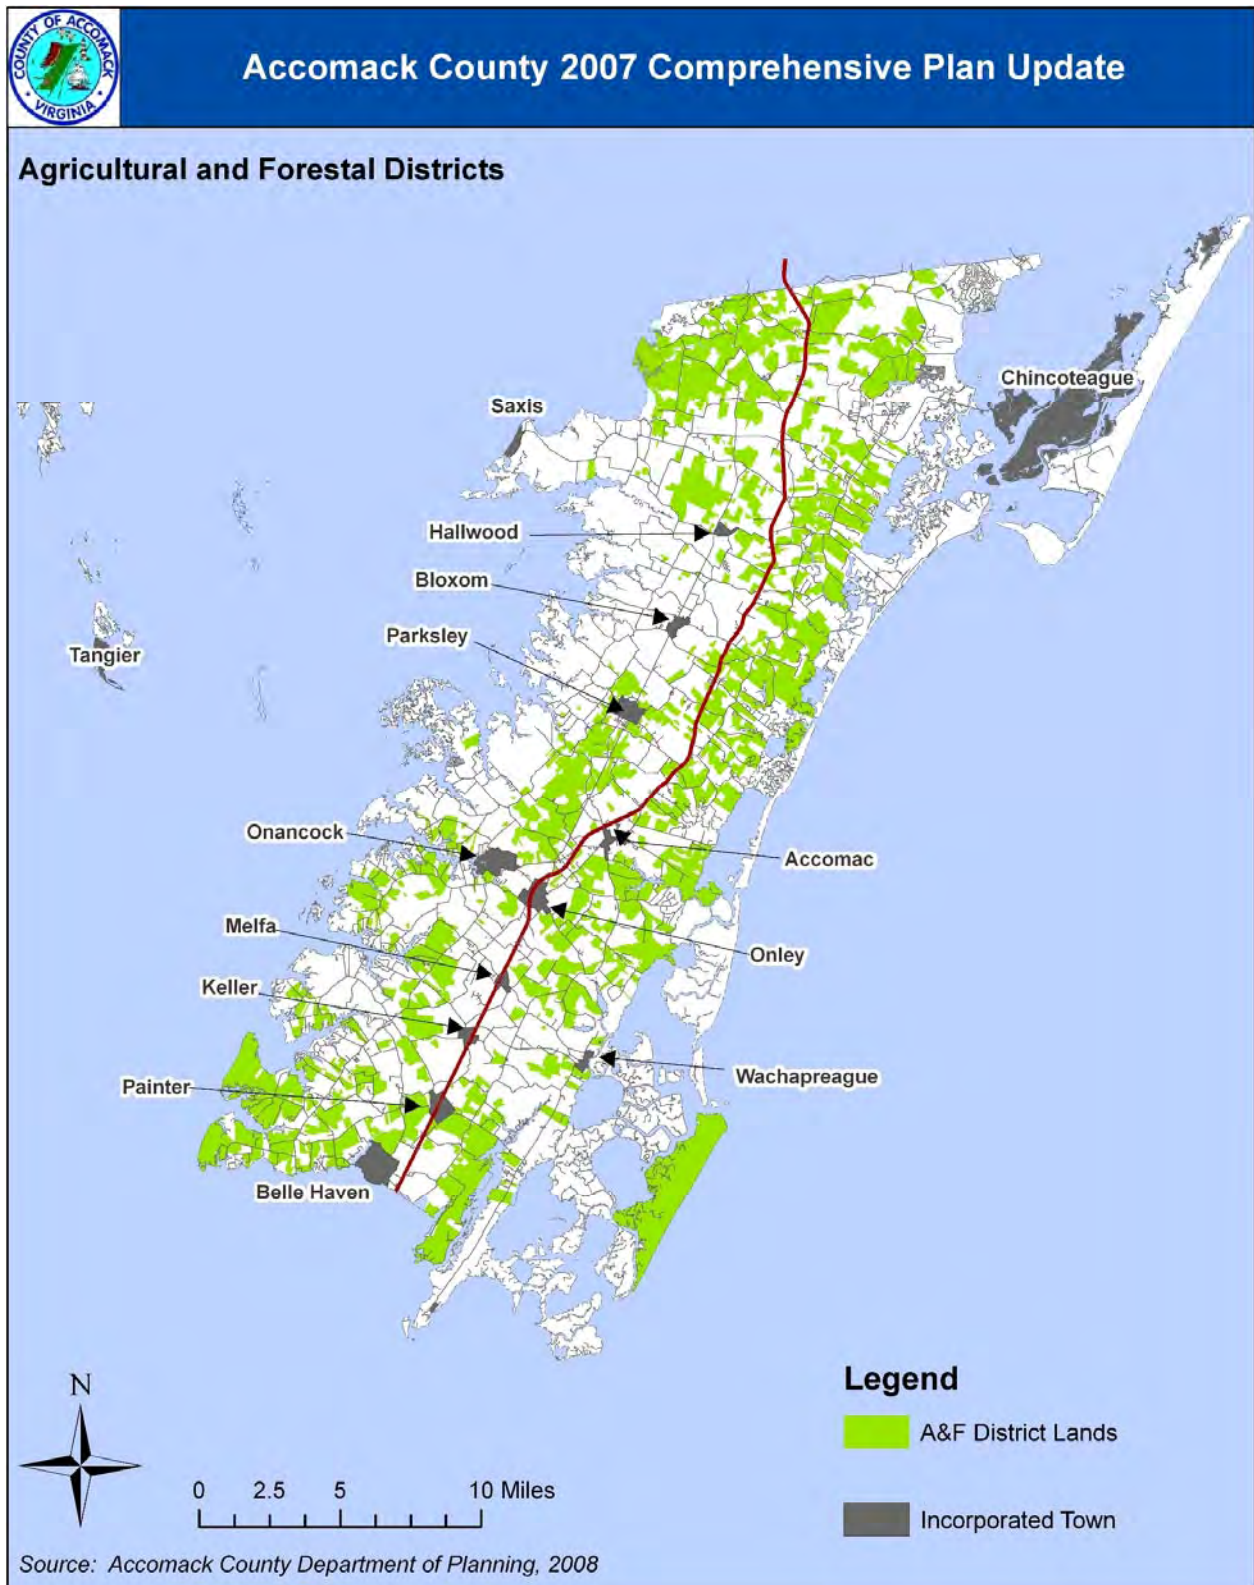 COUNTY OF ACCOMACK
VIRGINIA
Accomack County 2007 Comprehensive Plan Update
Agricultural and Forestal Districts
Chincoteague
Saxis
Hallwood
Bloxom
Parksley
Tangier
Onancock
Accomac
Melfa
Onley
Keller
Wachapreague
Painter
Belle Haven
N
Legend
A&F District Lands
0 2.5 5 10 Miles
Incorporated Town
Source: Accomack County Department of Planning, 2008